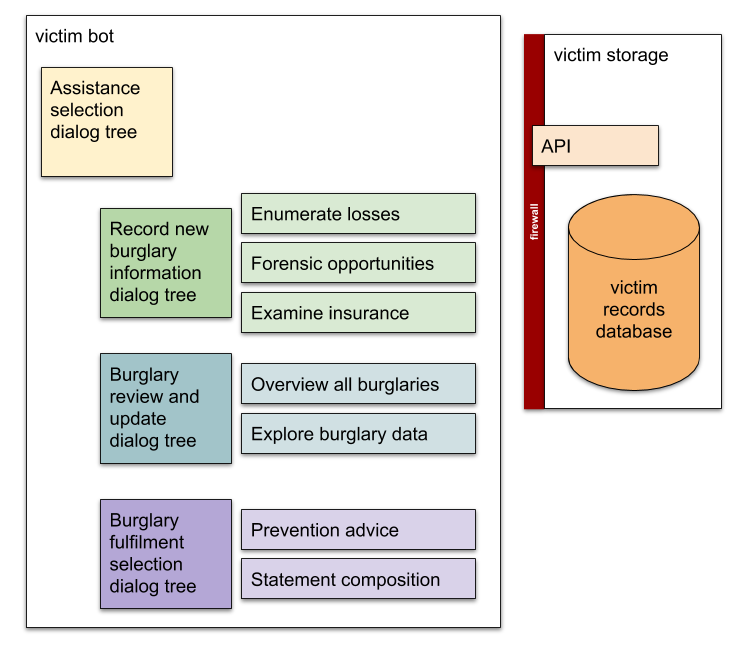 victim bot
Assistance
selection
dialog tree
Record new
burglary
information
dialog tree
Enumerate losses
Forensic opportunities
Examine insurance
Burglary
review and
update
dialog tree
Overview all burglaries
Explore burglary data
Burglary
fulfilment
selection
dialog tree
Prevention advice
Statement composition
victim storage
API
firewall
victim
records
database